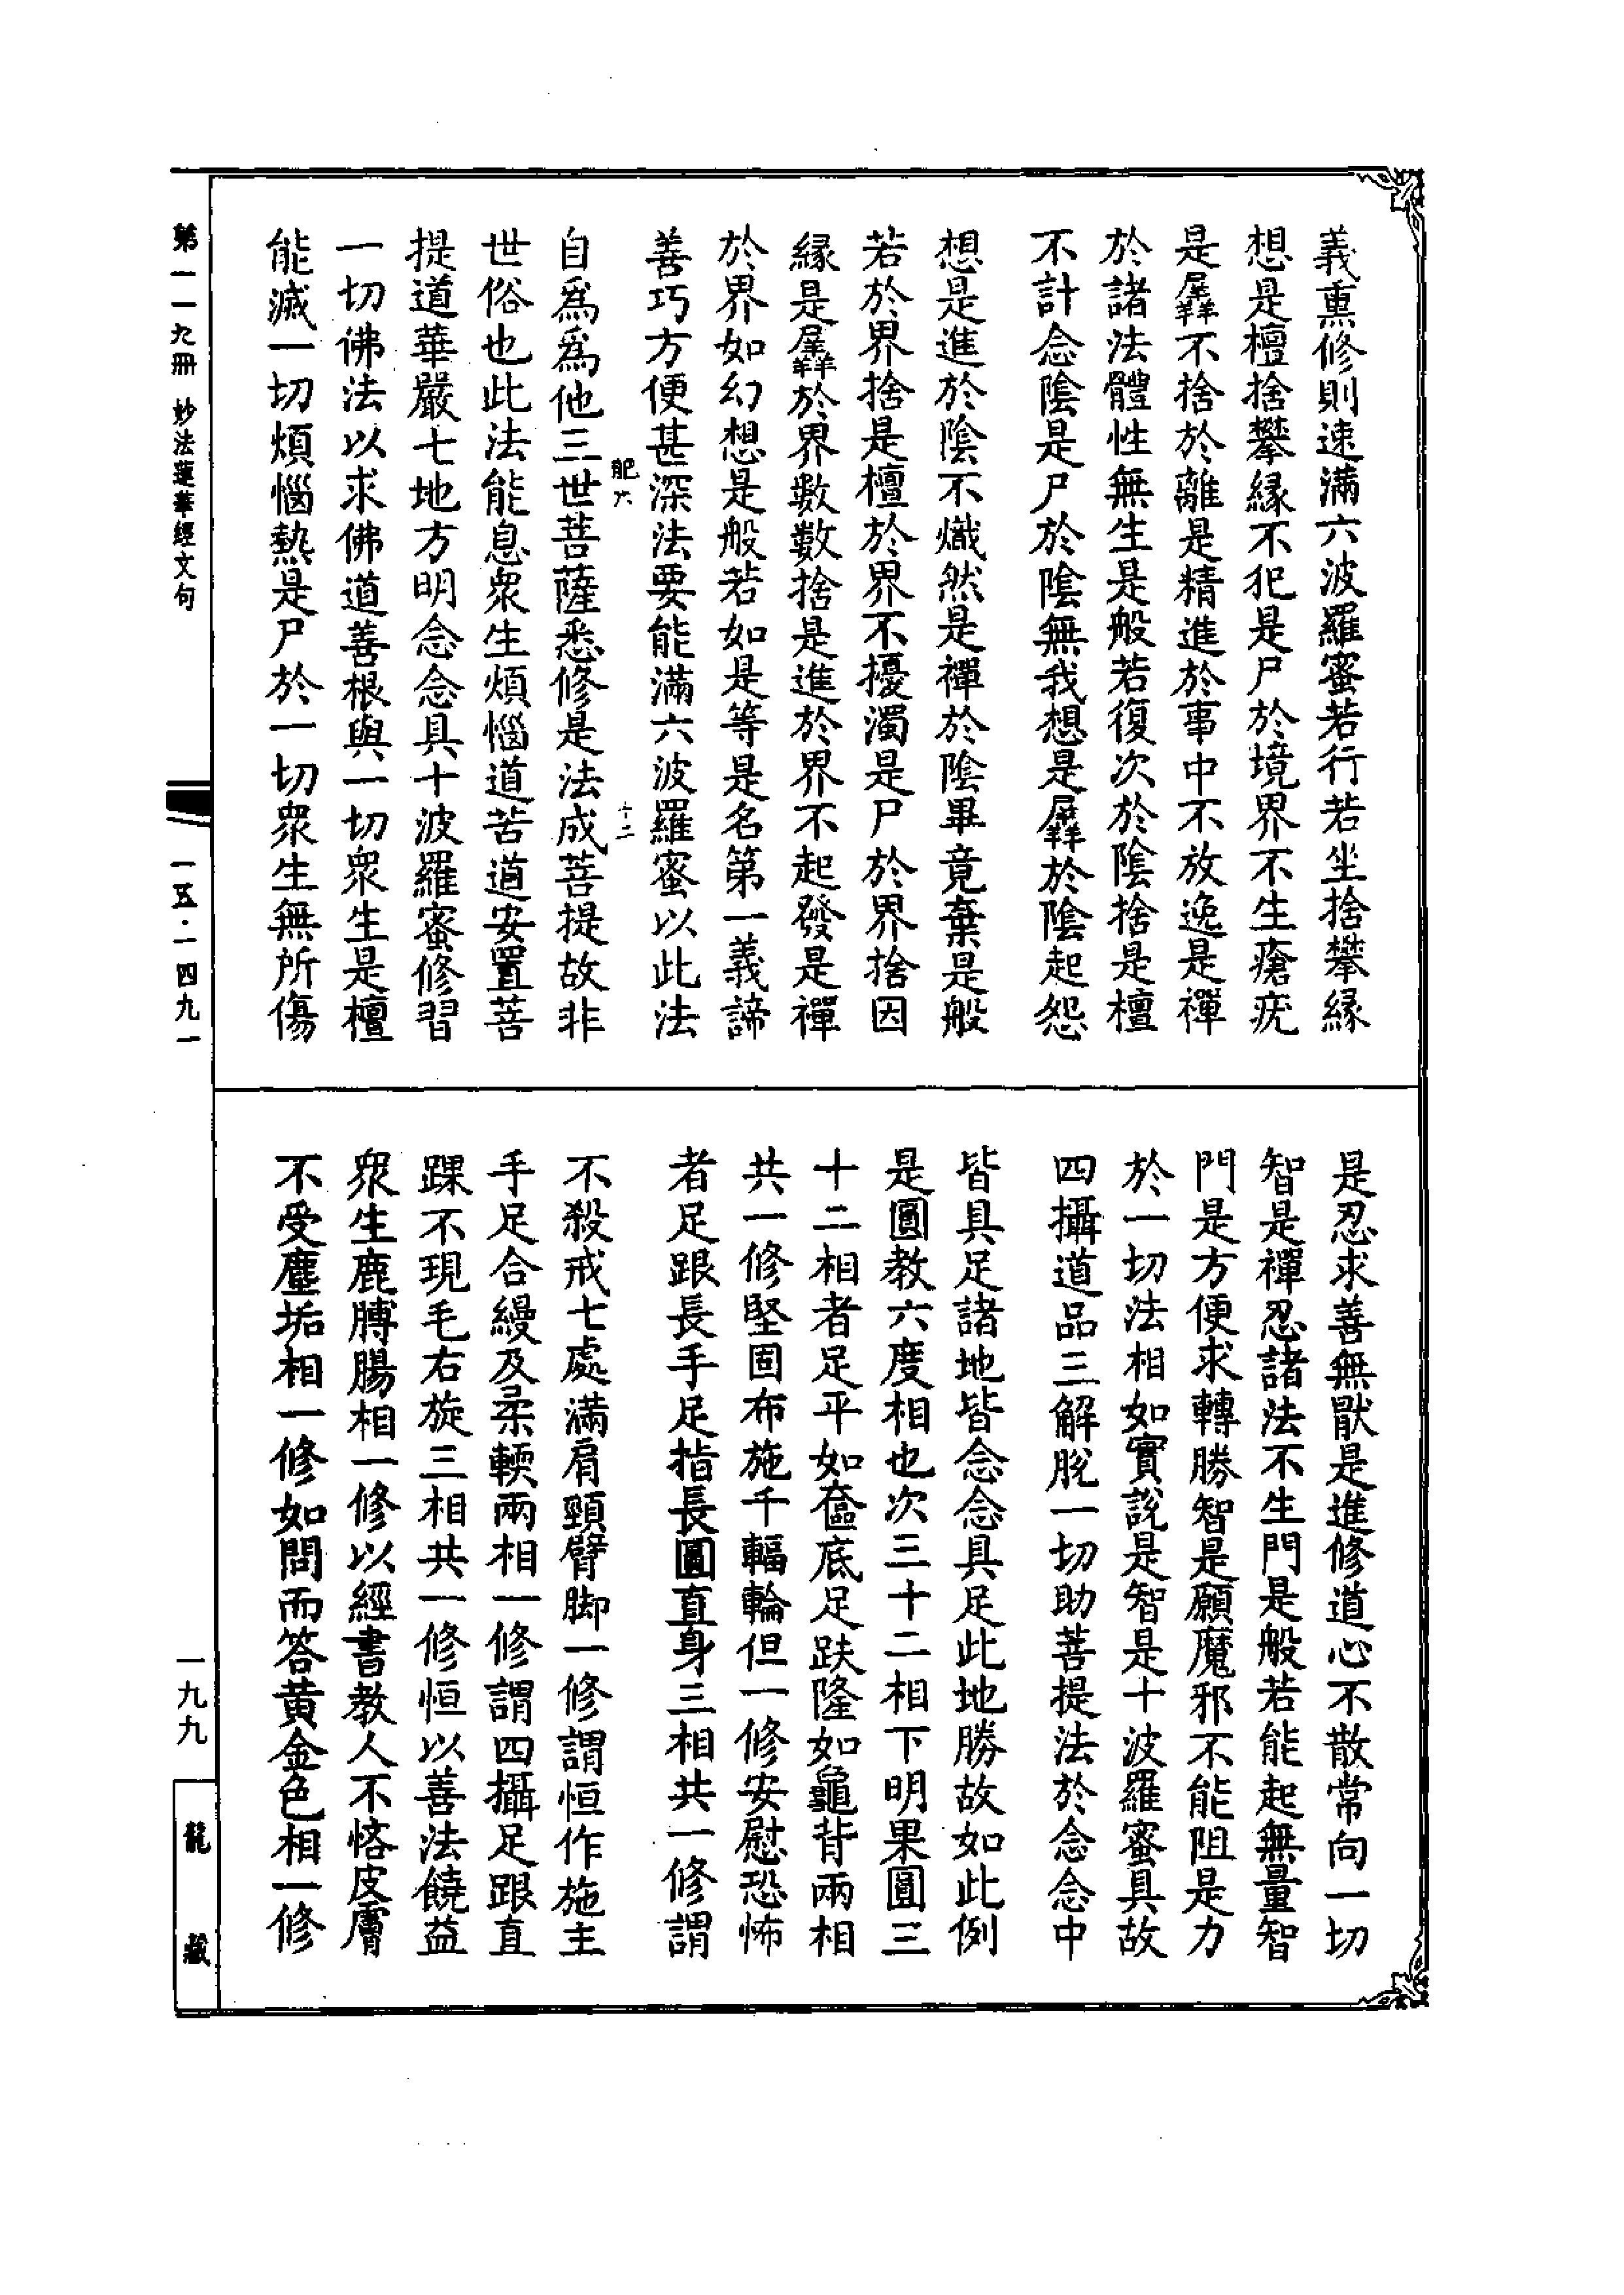 義熏修則速滿六波羅蜜若行若坐捨攀緣
想是檀捨攀緣不犯是尸於境界不生瘡疣
是羼不捨於離是精進於事中不放逸是禪
於諸法體性無生是般若復次於陰捨是檀
不計念陰是尸於陰無我想是羼於陰起怨
想是進於陰不熾然是禪於陰畢竟棄是般
若於界捨是檀於界不擾濁是尸於界捨因
緣是羼於界數數捨是進於界不起發是禪
於界如幻想是般若如是等是名第一義諦
善巧方便甚深法要能滿六波羅蜜以此法
肥六
十二
自爲爲他三世菩薩悉修是法成菩提故非
世俗也此法能息衆生煩惱道苦道安置菩
提道華嚴七地方明念念具十波羅蜜修習
一切佛法以求佛道善根與一切衆生是檀
能滅一切煩惱熱是尸於一切衆生無所傷
是忍求善無猒是進修道心不散常向一切
智是禪忍諸法不生門是般若能起無量智
門是方便求轉勝智是願魔邪不能阻是力
於一切法相如實說是智是十波羅蜜具故
四攝道品三解脫一切助菩提法於念念中
皆具足諸地皆念念具足此地勝故如此例
是圓教六度相也次三十二相下明果圓三
十二相者足平如奩底足趺隆如龜背兩相
共一修堅固布施千輻輪但一修安慰恐怖
者足跟長手足指長圓直身三相共一修謂
不殺戒七處滿肩頸臂脚一修謂恒作施主
手足合縵及柔輭兩相一修謂四攝足跟直
踝不現毛右旋三相共一修恒以善法饒益
衆生鹿膊腸相一修以經書教人不悋皮膚
不受塵垢相一修如問而答黄金色相一修
第一一九冊 妙法蓮華經文句
一五·一四九一
一九九
龍藏